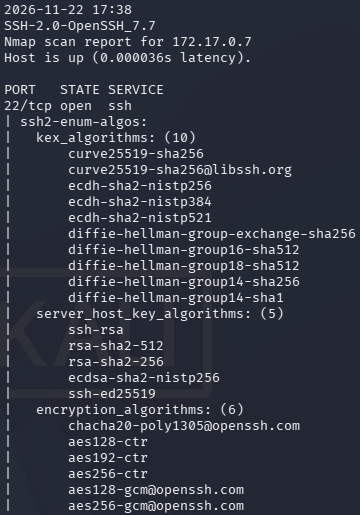 2026-11-22 17:38
SSH-2.0-OpenSSH_7.7
Nmap scan report for 172.17.0.7
Host is up (0.000036s latency).

PORT   STATE SERVICE
22/tcp open  ssh
| ssh2-enum-algos:
|   kex_algorithms: (10)
|       curve25519-sha256
|       curve25519-sha256@libssh.org
|       ecdh-sha2-nistp256
|       ecdh-sha2-nistp384
|       ecdh-sha2-nistp521
|       diffie-hellman-group-exchange-sha256
|       diffie-hellman-group16-sha512
|       diffie-hellman-group18-sha512
|       diffie-hellman-group14-sha256
|       diffie-hellman-group14-sha1
|   server_host_key_algorithms: (5)
|       ssh-rsa
|       rsa-sha2-512
|       rsa-sha2-256
|       ecdsa-sha2-nistp256
|       ssh-ed25519
|   encryption_algorithms: (6)
|       chacha20-poly1305@openssh.com
|       aes128-ctr
|       aes192-ctr
|       aes256-ctr
|       aes128-gcm@openssh.com
|       aes256-gcm@openssh.com